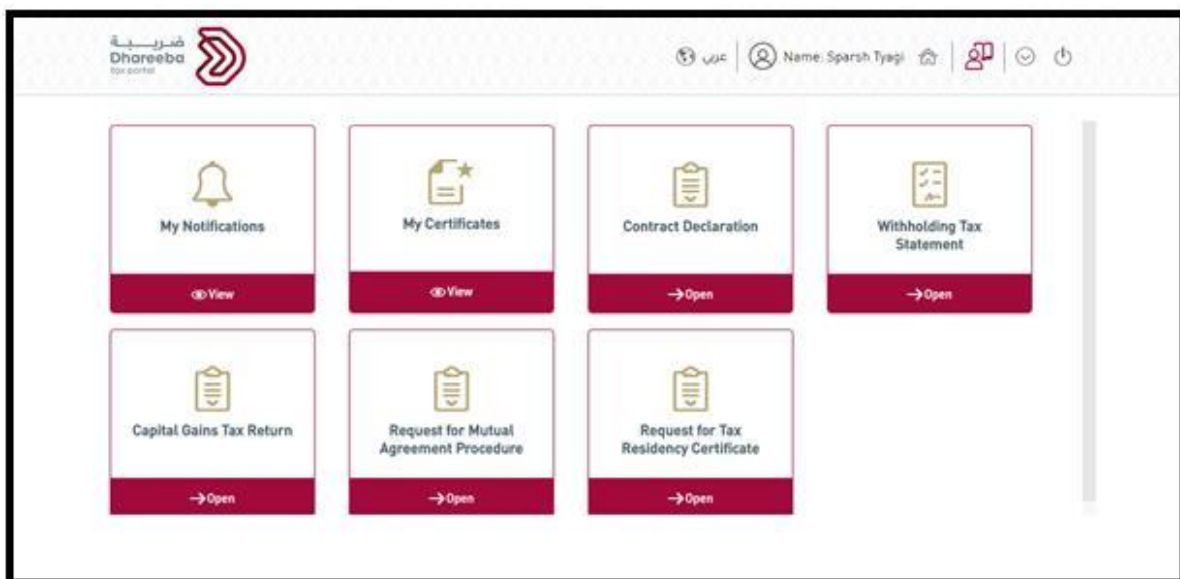 ضريبة
Dhareeba
tax portal
عربي
Name: Sparsh Tyagi
My Notifications
View
My Certificates
View
Contract Declaration
Open
Withholding Tax
Statement
Open
Capital Gains Tax Return
Open
Request for Mutual
Agreement Procedure
Open
Request for Tax
Residency Certificate
Open